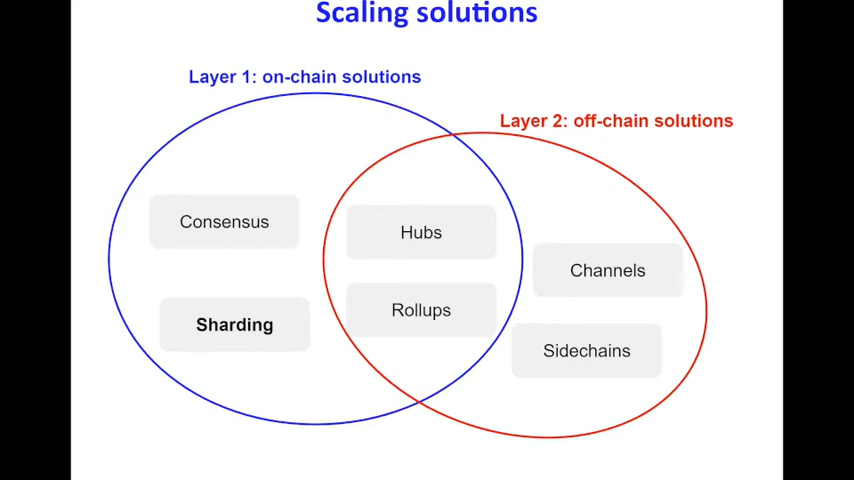 Scaling solutions
Layer 1: on-chain solutions
Layer 2: off-chain solutions
Consensus
Hubs
Channels
Rollups
Sharding
Sidechains